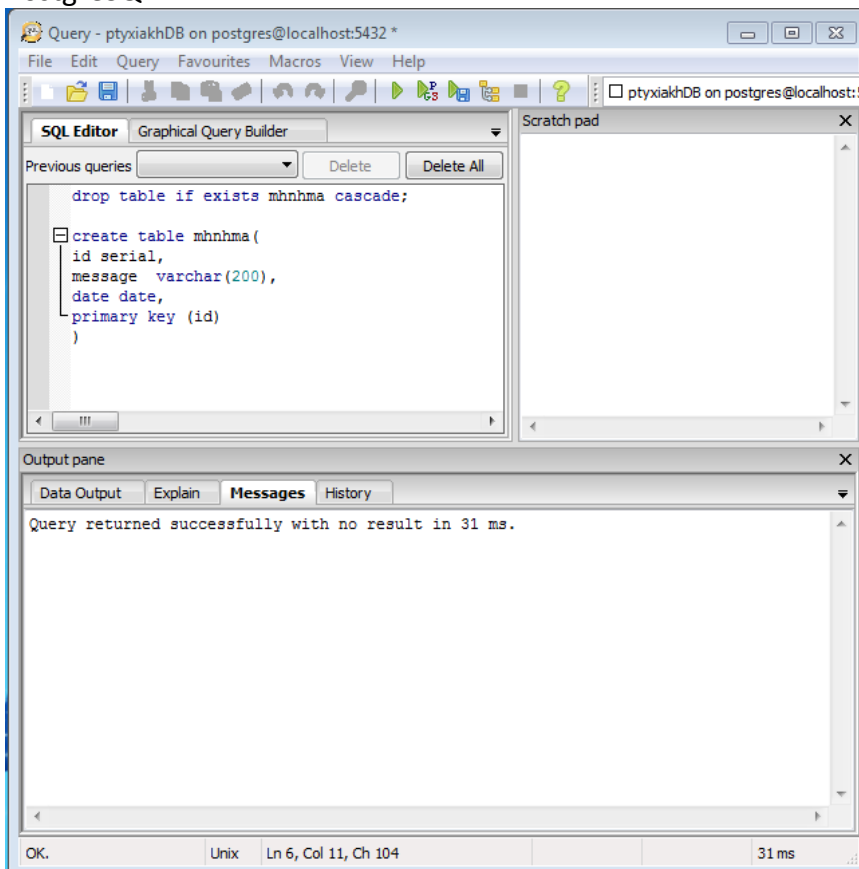 Query - ptyxiakhDB on postgres@localhost:5432 *
File Edit Query Favourites Macros View Help
ptyxiakhDB on postgres@localhost:
SQL Editor Graphical Query Builder
Previous queries Delete Delete All
drop table if exists mhnhma cascade;
create table mhnhma(
id serial,
message varchar(200),
date date,
primary key (id)
)
Scratch pad
Output pane
Data Output Explain Messages History
Query returned successfully with no result in 31 ms.
OK. Unix Ln 6, Col 11, Ch 104 31 ms